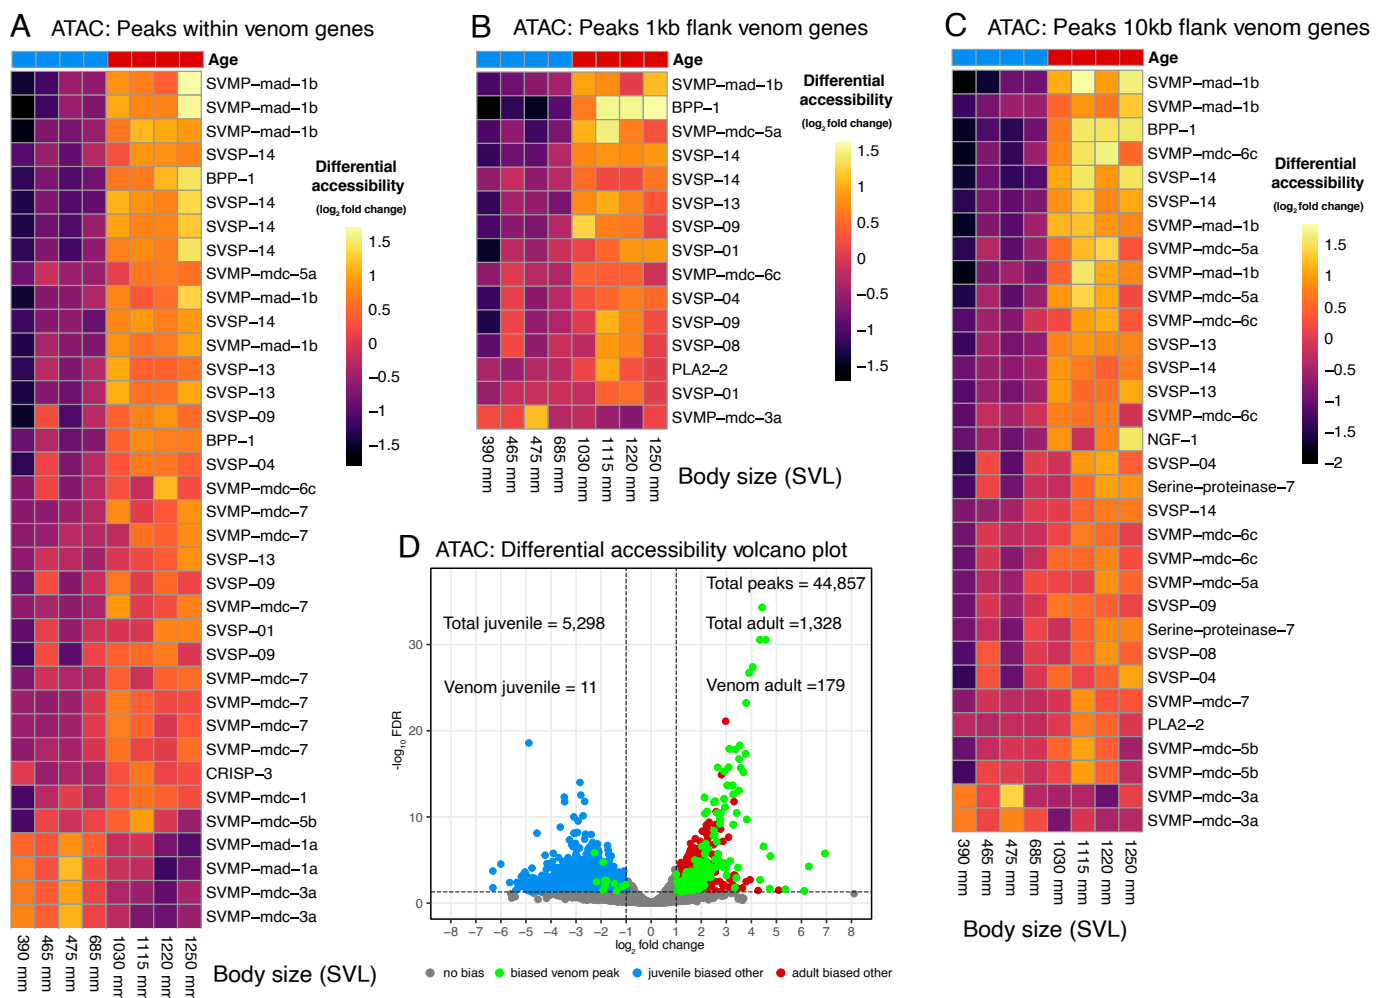 A ATAC: Peaks within venom genes
Age
SVMP−mad−1b
SVMP−mad−1b
SVMP−mad−1b
SVSP−14
BPP−1
SVSP−14
SVSP−14
SVSP−14
SVMP−mdc−5a
SVMP−mad−1b
SVSP−14
SVMP−mad−1b
SVSP−13
SVSP−13
SVSP−09
BPP−1
SVSP−04
SVMP−mdc−6c
SVMP−mdc−7
SVMP−mdc−7
SVSP−13
SVSP−09
SVMP−mdc−7
SVSP−01
SVSP−09
SVMP−mdc−7
SVMP−mdc−7
SVMP−mdc−7
SVMP−mdc−7
CRISP−3
SVMP−mdc−1
SVMP−mdc−5b
SVMP−mad−1a
SVMP−mad−1a
SVMP−mdc−3a
SVMP−mdc−3a
390 mm
465 mm
475 mm
685 mm
1030 mm
1115 mm
1220 mm
1250 mm
Body size (SVL)
Differential
accessibility
(log2 fold change)
1.5
1
0.5
0
−0.5
−1
−1.5
B ATAC: Peaks 1kb flank venom genes
Age
SVMP−mad−1b
BPP−1
SVMP−mdc−5a
SVSP−14
SVSP−14
SVSP−13
SVSP−09
SVSP−01
SVMP−mdc−6c
SVSP−04
SVSP−09
SVSP−08
PLA2−2
SVSP−01
SVMP−mdc−3a
390 mm
465 mm
475 mm
685 mm
1030 mm
1115 mm
1220 mm
1250 mm
Body size (SVL)
Differential
accessibility
(log2 fold change)
1.5
1
0.5
0
−0.5
−1
−1.5
C ATAC: Peaks 10kb flank venom genes
Age
SVMP−mad−1b
SVMP−mad−1b
BPP−1
SVMP−mdc−6c
SVSP−14
SVSP−14
SVMP−mad−1b
SVMP−mdc−5a
SVMP−mad−1b
SVMP−mdc−5a
SVMP−mdc−6c
SVSP−13
SVSP−14
SVSP−13
SVMP−mdc−6c
NGF−1
SVSP−04
Serine−proteinase−7
SVSP−14
SVMP−mdc−6c
SVMP−mdc−6c
SVMP−mdc−5a
SVSP−09
Serine−proteinase−7
SVSP−08
SVSP−04
SVMP−mdc−7
PLA2−2
SVMP−mdc−5b
SVMP−mdc−5b
SVMP−mdc−3a
SVMP−mdc−3a
390 mm
465 mm
475 mm
685 mm
1030 mm
1115 mm
1220 mm
1250 mm
Body size (SVL)
Differential
accessibility
(log2 fold change)
1.5
1
0.5
0
−0.5
−1
−1.5
−2
D ATAC: Differential accessibility volcano plot
Total peaks = 44,857
Total juvenile = 5,298
Total adult =1,328
Venom juvenile = 11
Venom adult =179
-log10 FDR
30
20
10
0
−8 −7 −6 −5 −4 −3 −2 −1 0 1 2 3 4 5 6 7 8
log2 fold change
no bias biased venom peak juvenile biased other adult biased other